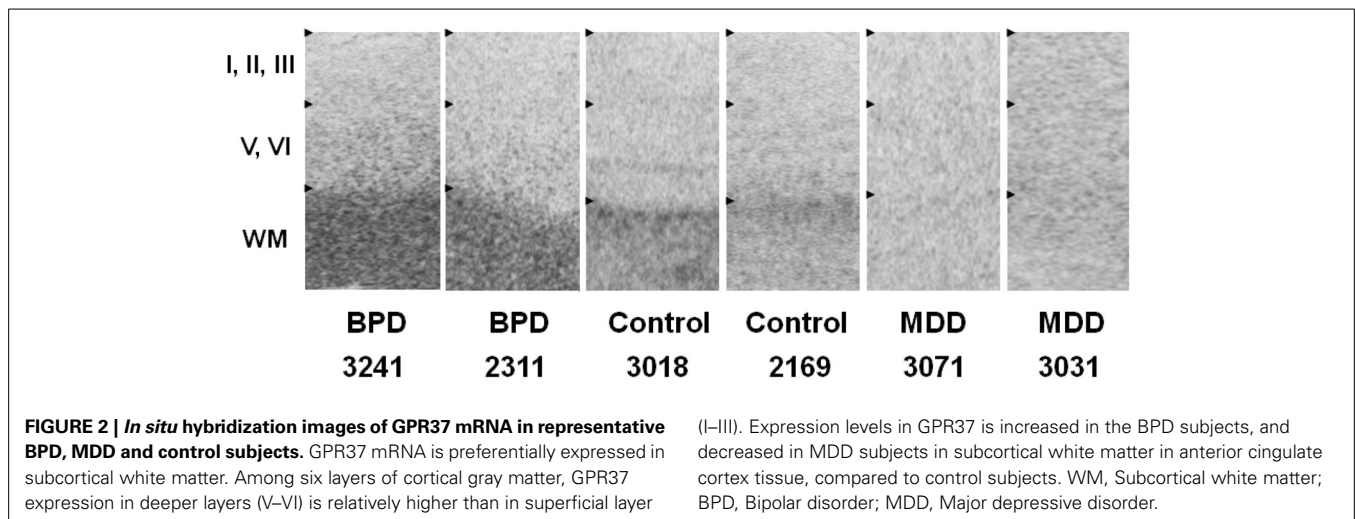 I, II, III
V, VI
WM
BPD BPD Control Control MDD MDD
3241 2311 3018 2169 3071 3031
FIGURE 2 | In situ hybridization images of GPR37 mRNA in representative
BPD, MDD and control subjects. GPR37 mRNA is preferentially expressed in
subcortical white matter. Among six layers of cortical gray matter, GPR37
expression in deeper layers (V–VI) is relatively higher than in superficial layer
(I–III). Expression levels in GPR37 is increased in the BPD subjects, and
decreased in MDD subjects in subcortical white matter in anterior cingulate
cortex tissue, compared to control subjects. WM, Subcortical white matter;
BPD, Bipolar disorder; MDD, Major depressive disorder.